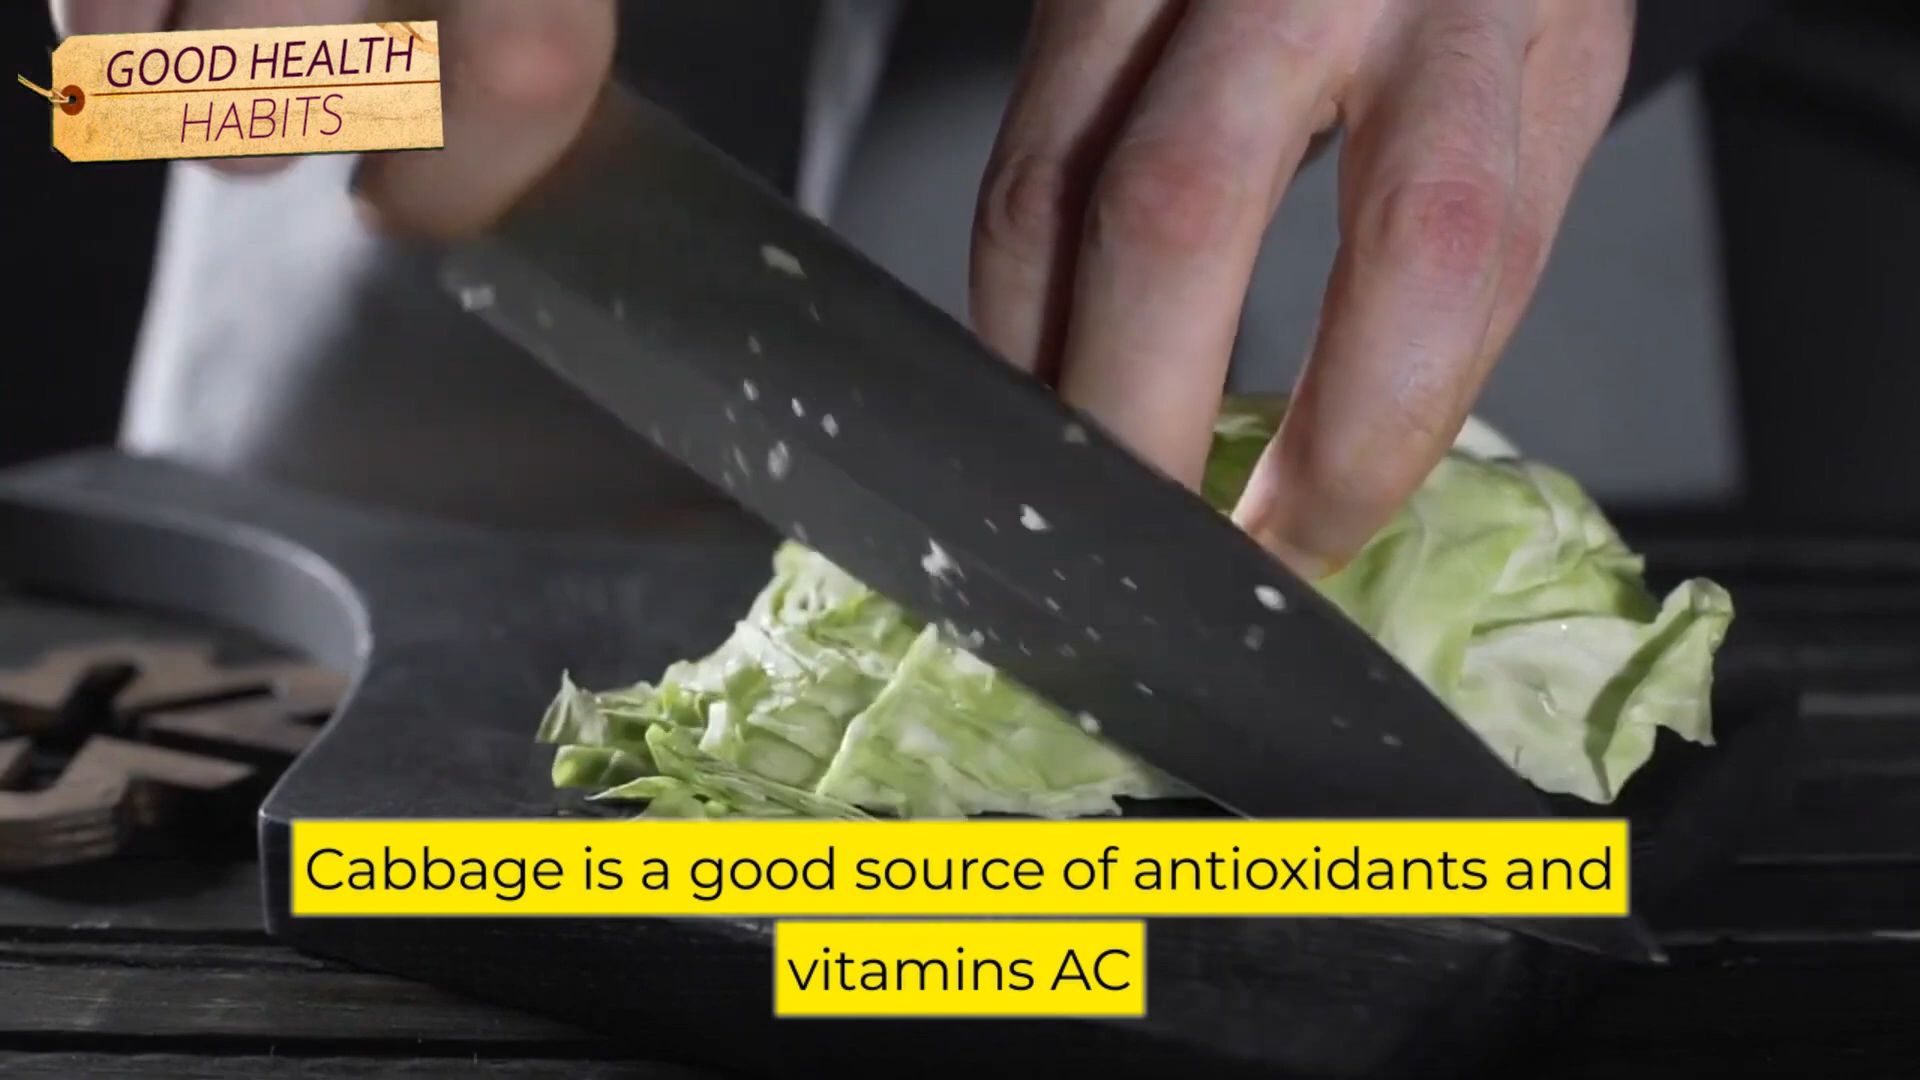 GOOD HEALTH
HABITS
Cabbage is a good source of antioxidants and
vitamins AC